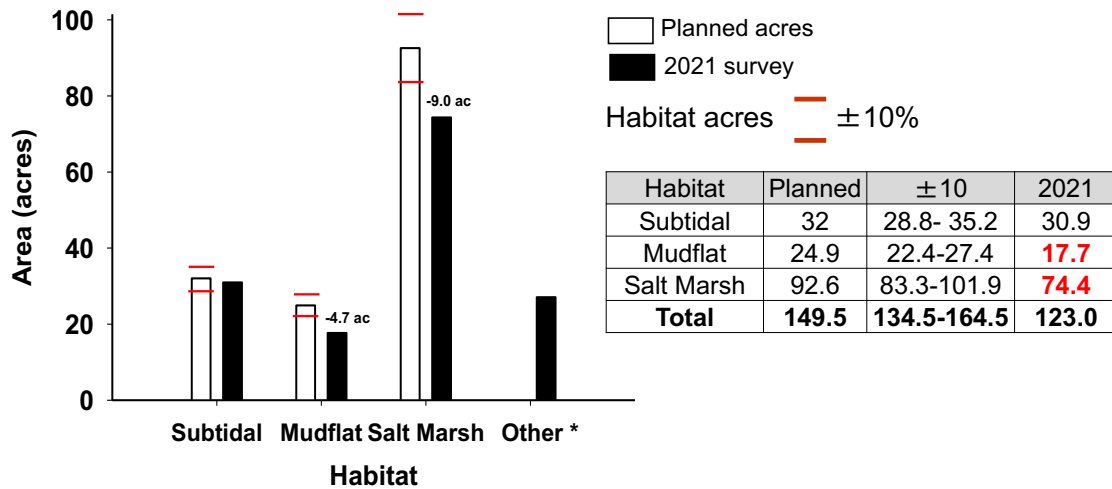 100
80
60
40
20
0
Area (acres)
-9.0 ac
-4.7 ac
Subtidal Mudflat Salt Marsh Other *
Habitat
Planned acres
2021 survey
Habitat acres ±10%
Habitat Planned ±10 2021
Subtidal 32 28.8- 35.2 30.9
Mudflat 24.9 22.4-27.4 17.7
Salt Marsh 92.6 83.3-101.9 74.4
Total 149.5 134.5-164.5 123.0